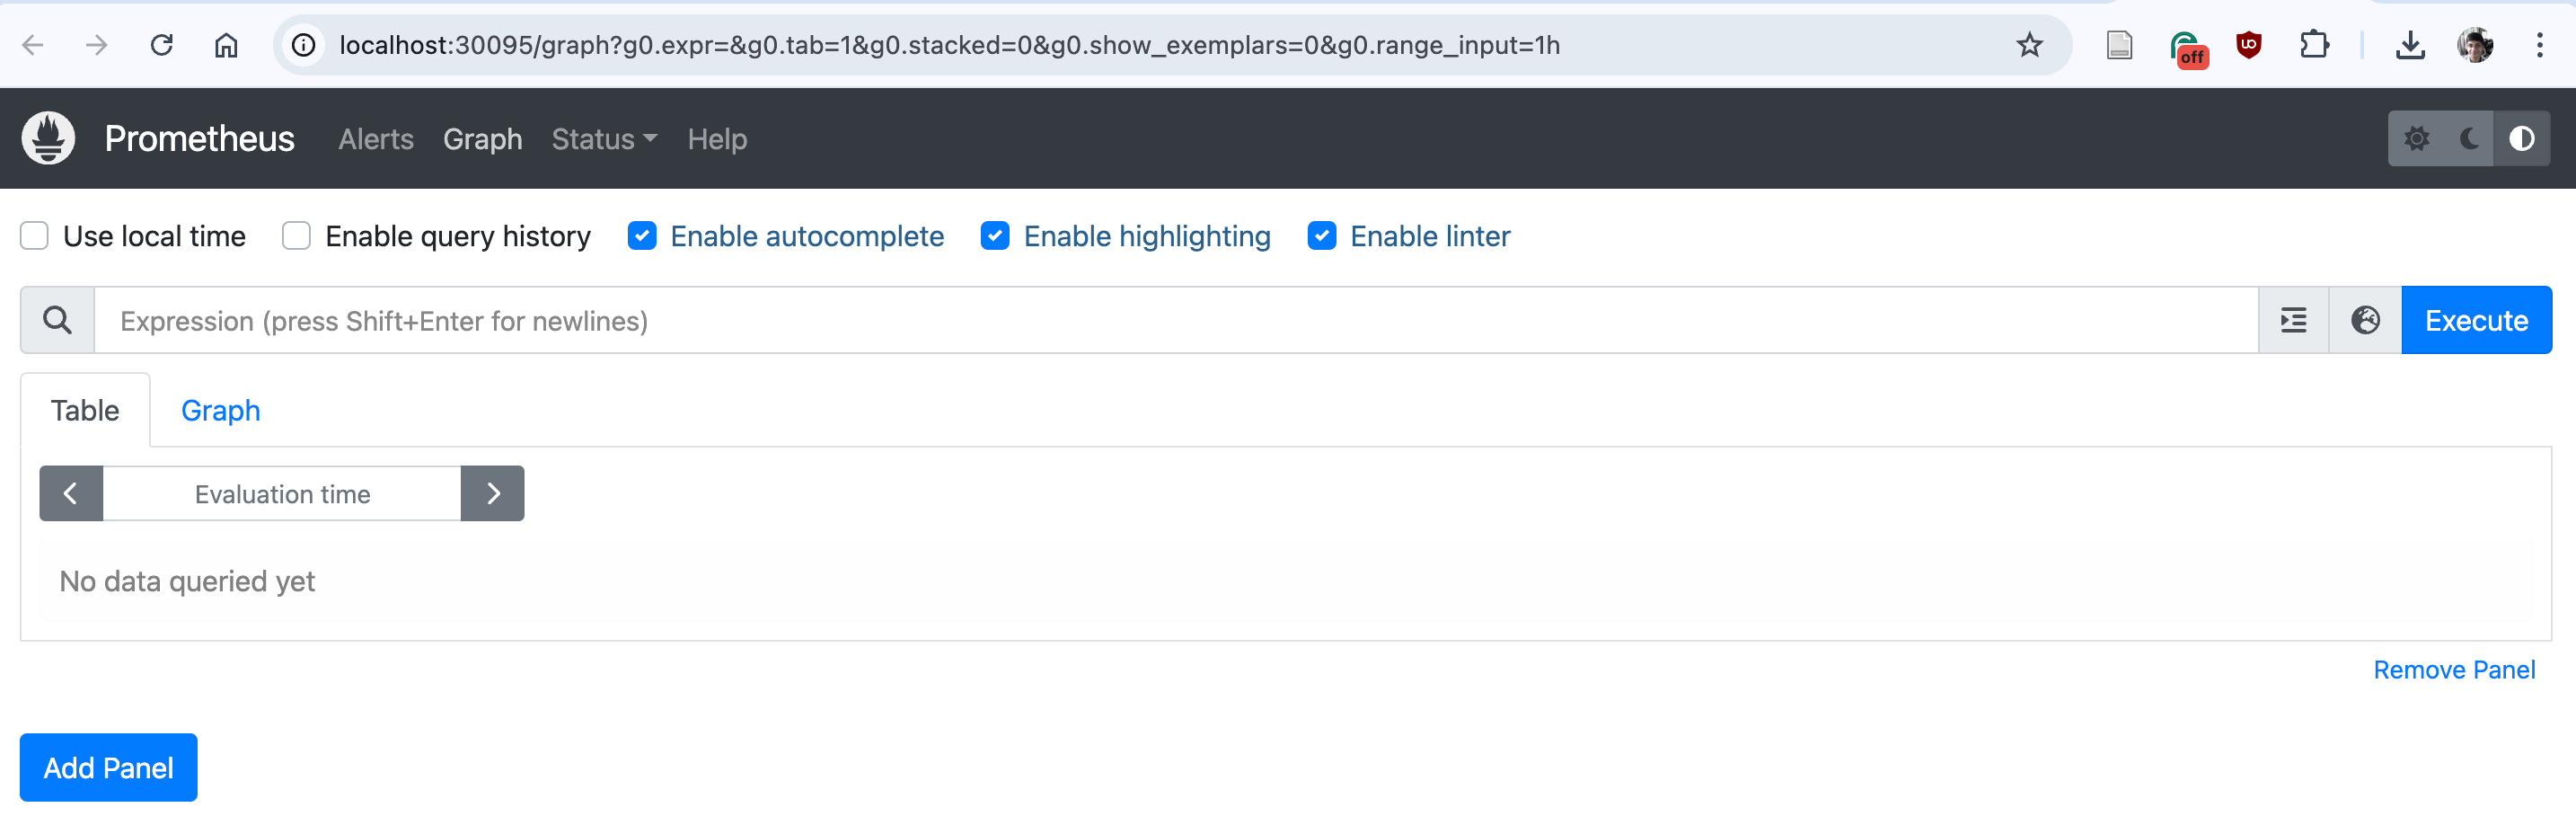 localhost:30095/graph?g0.expr=&g0.tab=1&g0.stacked=0&g0.show_exemplars=0&g0.range_input=1h
off
UO
Prometheus Alerts Graph Status Help
Use local time Enable query history Enable autocomplete Enable highlighting Enable linter
Expression (press Shift+Enter for newlines) Execute
Table Graph
Evaluation time
No data queried yet
Remove Panel
Add Panel